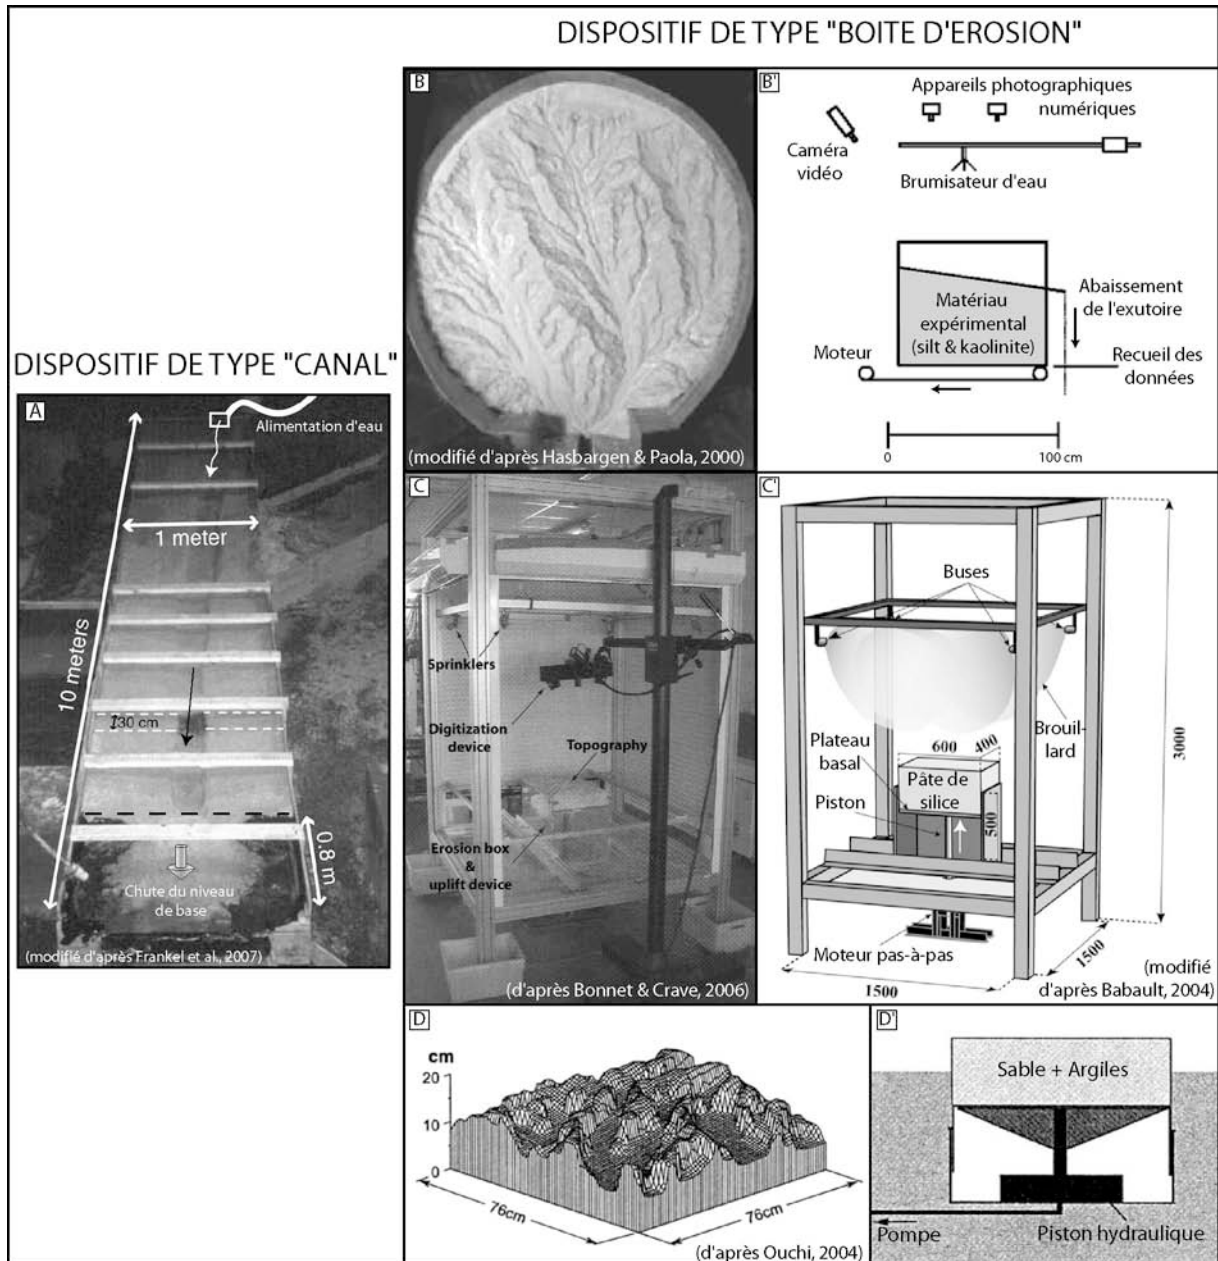 DISPOSITIF DE TYPE "BOITE D'EROSION"
DISPOSITIF DE TYPE "CANAL"
A
Alimentation d'eau
1 meter
10 meters
30 cm
0.8 m
Chute du niveau
de base
(modifié d'après Frankel et al., 2007)
B
(modifié d'après Hasbargen & Paola, 2000)
B'
Appareils photographiques
numériques
Caméra
vidéo
Brumisateur d'eau
Matériau
expérimental
(silt & kaolinite)
Abaissement
de l'exutoire
Moteur
Recueil des
données
0
100 cm
C
Sprinklers
Digitization
device
Topography
Erosion box
&
uplift device
(d'après Bonnet & Crave, 2006)
C'
Buses
Brouil-
lard
Plateau
basal
600
400
Pâte de
silice
Piston
500
3000
Moteur pas-à-pas
1500
1500
(modifié
d'après Babault, 2004)
D
cm
20
10
0
76cm
76cm
(d'après Ouchi, 2004)
D'
Sable + Argiles
Pompe
Piston hydraulique